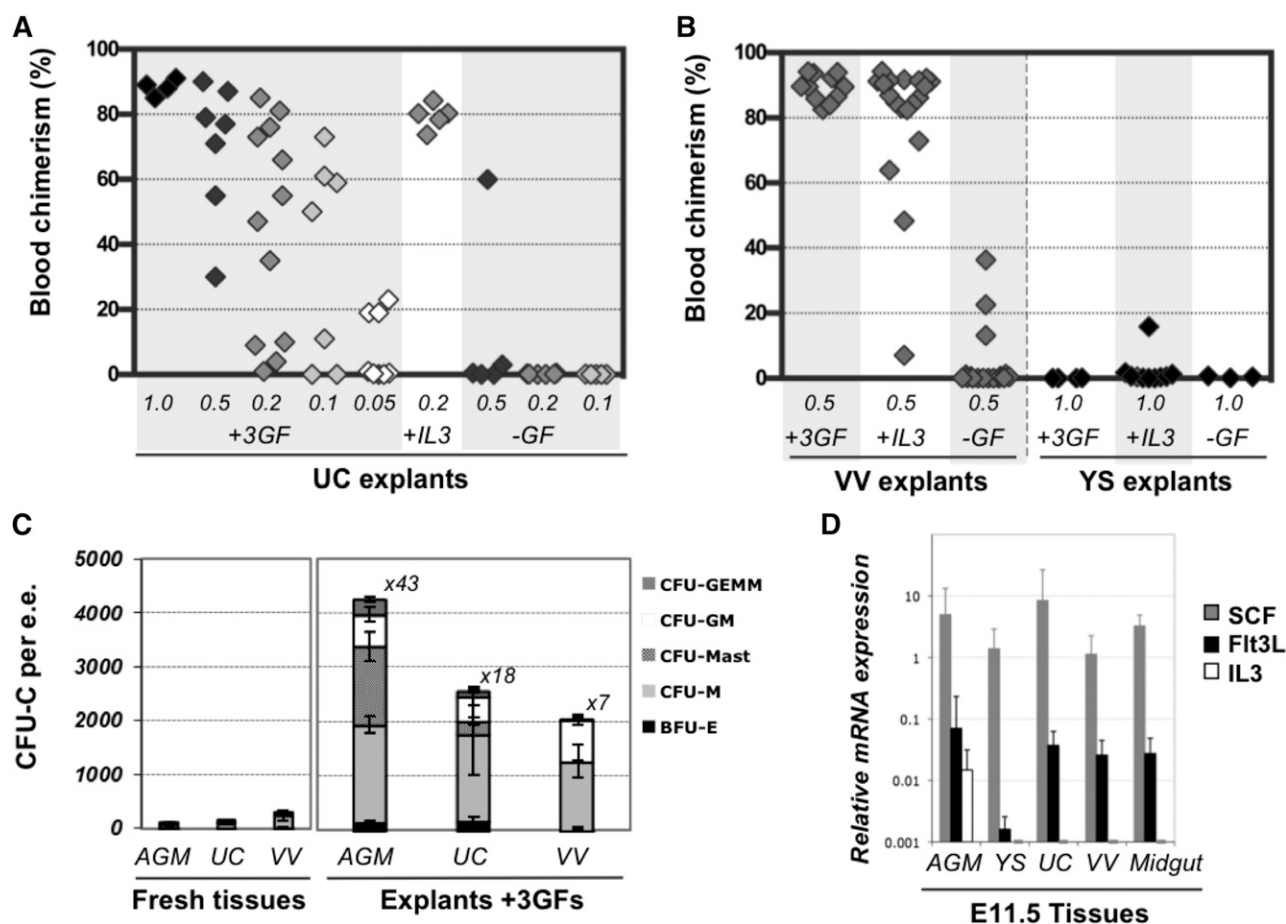 A
Blood chimerism (%)
100
80
60
40
20
0
1.0 0.5 0.2 0.1 0.05 0.2 0.5 0.2 0.1
+3GF +IL3 -GF
UC explants
B
Blood chimerism (%)
100
80
60
40
20
0
0.5 0.5 0.5 1.0 1.0 1.0
+3GF +IL3 -GF +3GF +IL3 -GF
VV explants YS explants
C
CFU-C per e.e.
5000
4000
3000
2000
1000
0
x43
x18
x7
AGM UC VV AGM UC VV
Fresh tissues Explants +3GFs
CFU-GEMM
CFU-GM
CFU-Mast
CFU-M
BFU-E
D
Relative mRNA expression
10
1
0.1
0.01
0.001
AGM YS UC VV Midgut
E11.5 Tissues
SCF
Flt3L
IL3